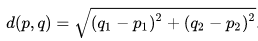 d(p, q) = √((q₁ − p₁)² + (q₂ − p₂)²).